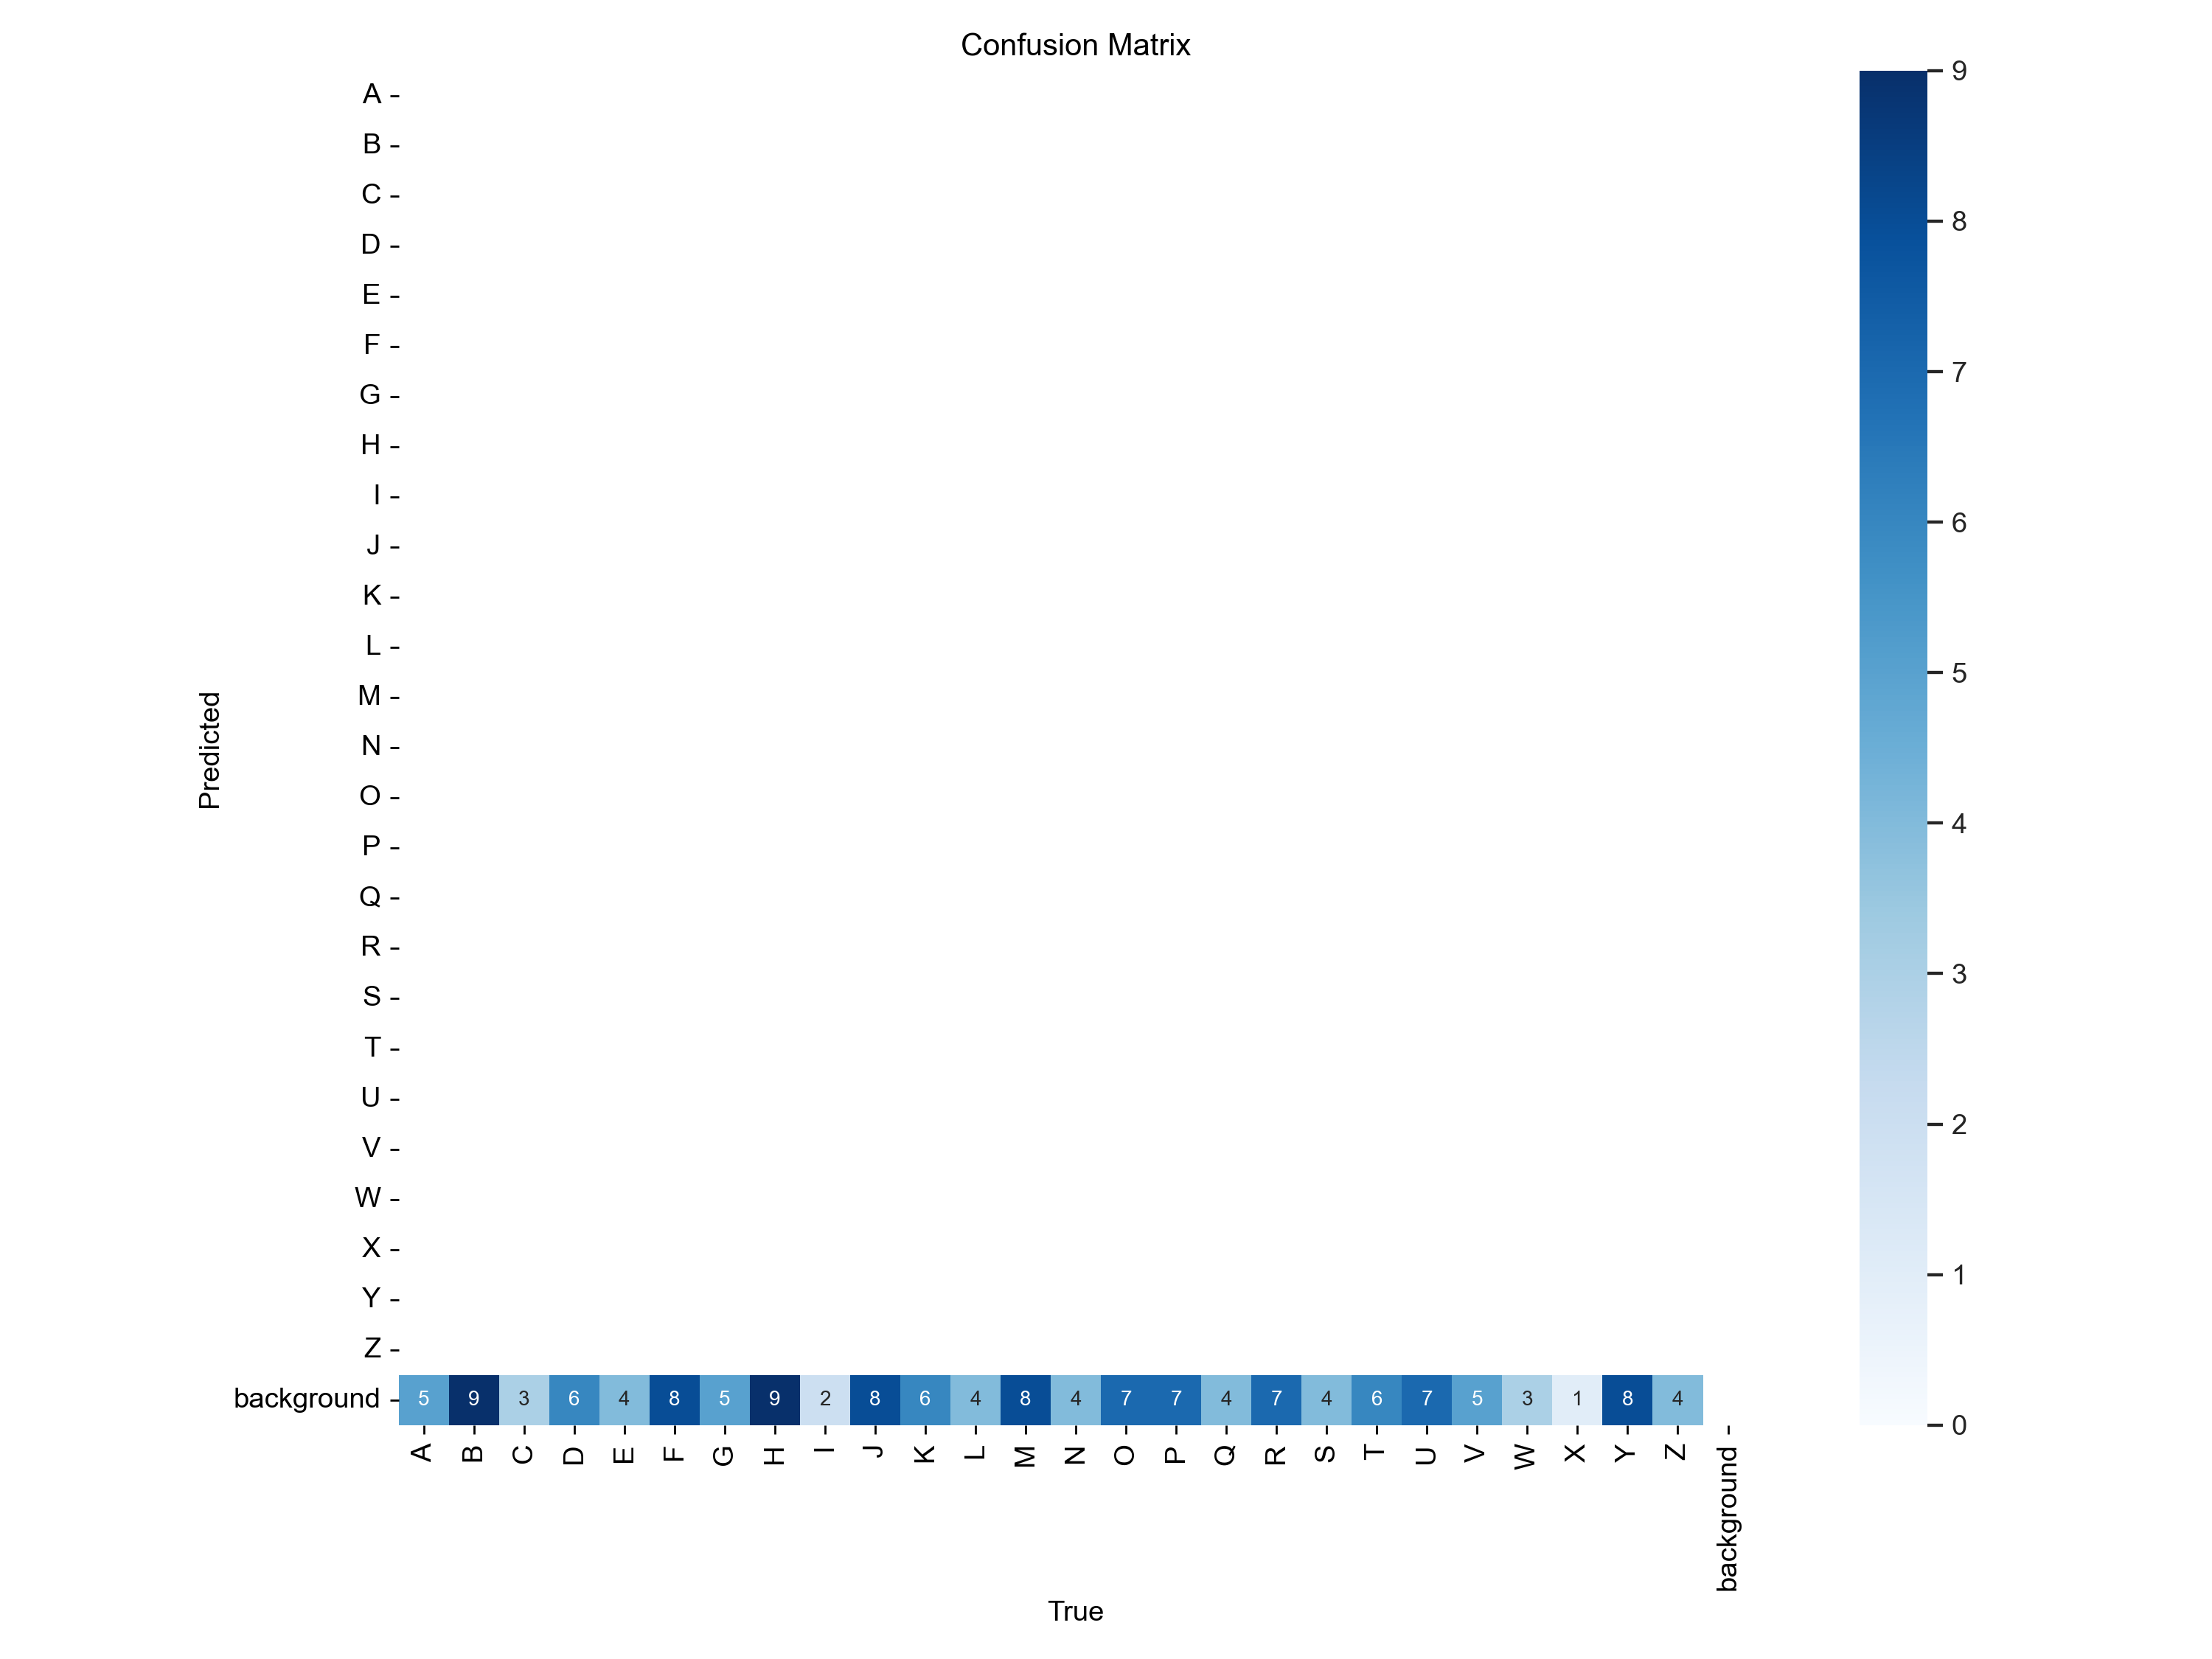 Confusion Matrix
A
B
C
D
E
F
G
H
I
J
K
L
M
N
O
P
Q
R
S
T
U
V
W
X
Y
Z
background
Predicted
5 9 3 6 4 8 5 9 2 8 6 4 8 4 7 7 4 7 4 6 7 5 3 1 8 4
A B C D E F G H I J K L M N O P Q R S T U V W X Y Z background
True
9
8
7
6
5
4
3
2
1
0